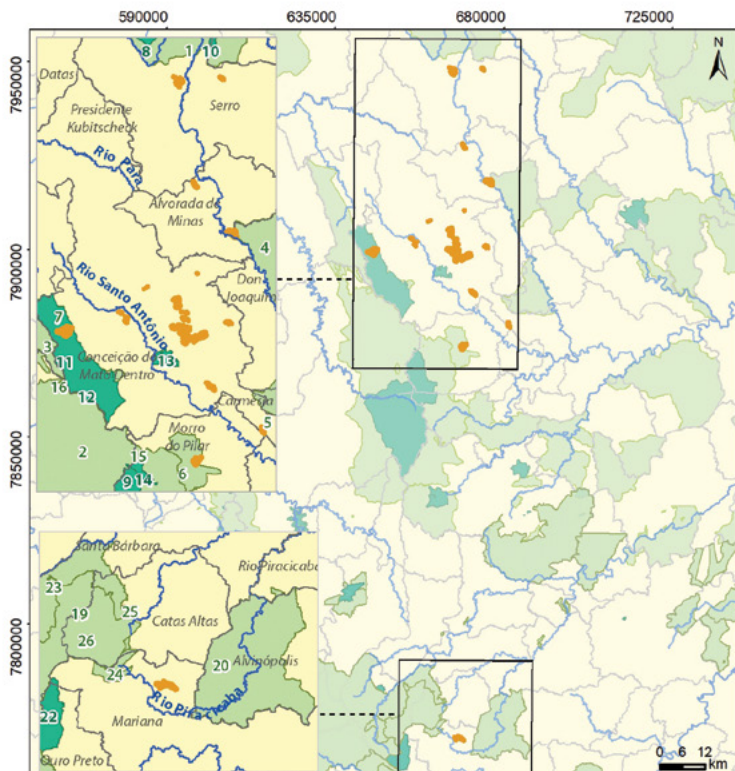 590000 635000 680000 725000
N
7950000
7900000
7850000
7800000
8 1 10
Datas
Serro
Presidente
Kubitscheck
Rio Pará
Alvorada de
Minas
4
Dom
Joaquim
Rio Santo Antônio
7
3
11
Conceição do
Mato Dentro
13
16
12
Carmésia
Morro
do Pilar
5
2
15
9 14
6
Santa Bárbara
Rio Piracicaba
23
19
25
Catas Altas
26
20
Alvinópolis
24
Rio Piracicaba
22
Mariana
Ouro Preto
0 6 12
km